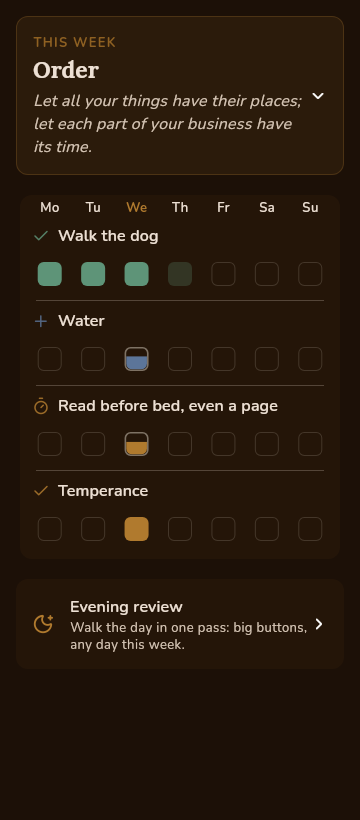 THIS WEEK
Order
Let all your things have their places;
let each part of your business have
its time.
Mo Tu We Th Fr Sa Su
Walk the dog
Water
Read before bed, even a page
Temperance
Evening review
Walk the day in one pass: big buttons,
any day this week.